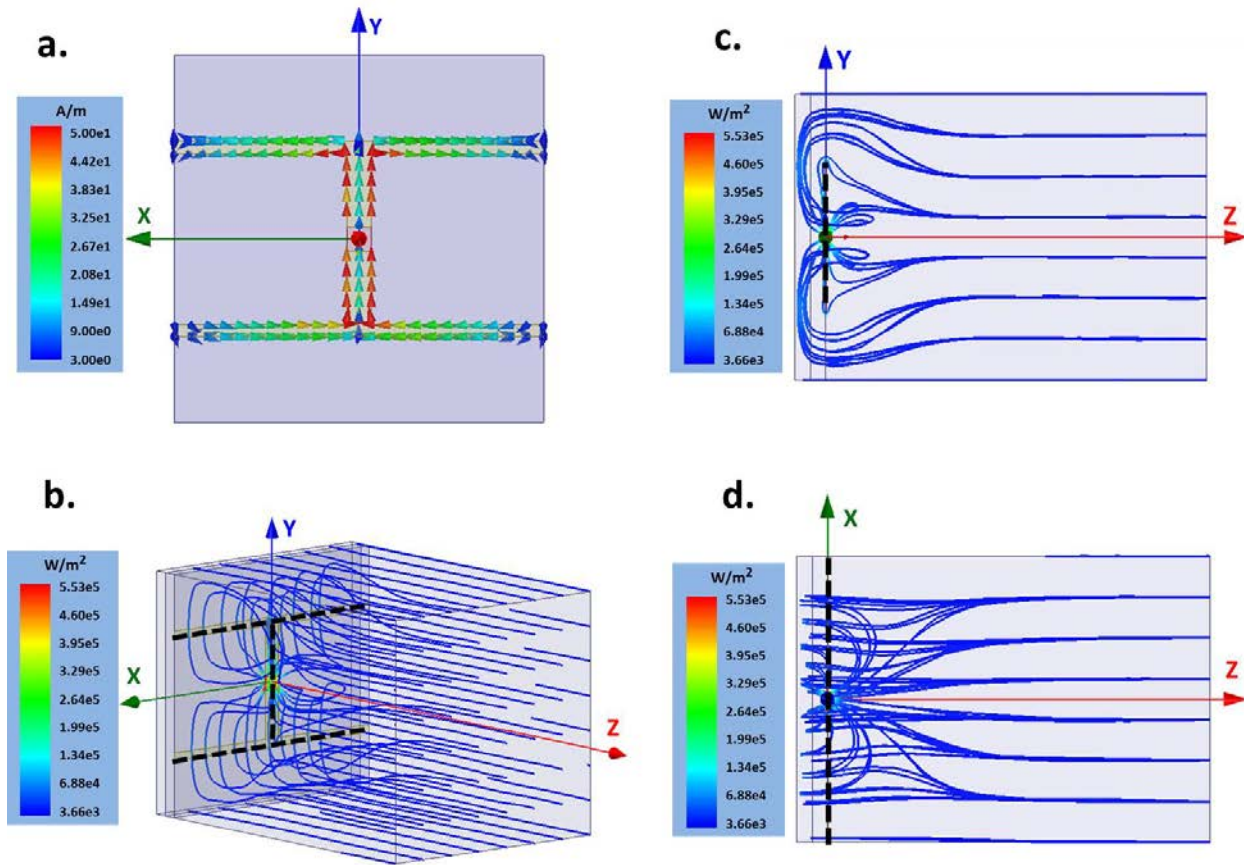 a.
Y
A/m
5.00e1
4.42e1
3.83e1
3.25e1
2.67e1
2.08e1
1.49e1
9.00e0
3.00e0
X
c.
Y
W/m²
5.53e5
4.60e5
3.95e5
3.29e5
2.64e5
1.99e5
1.34e5
6.88e4
3.66e3
Z
b.
Y
W/m²
5.53e5
4.60e5
3.95e5
3.29e5
2.64e5
1.99e5
1.34e5
6.88e4
3.66e3
X
Z
d.
X
W/m²
5.53e5
4.60e5
3.95e5
3.29e5
2.64e5
1.99e5
1.34e5
6.88e4
3.66e3
Z